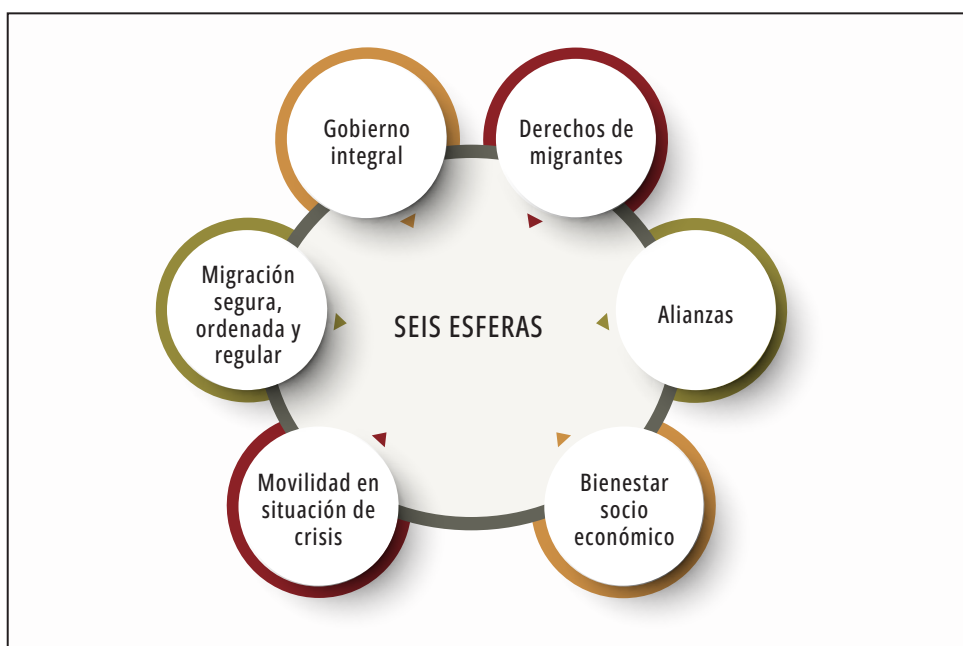 Gobierno
integral
Derechos de
migrantes
Migración
segura,
ordenada y
regular
SEIS ESFERAS
Alianzas
Movilidad en
situación de
crisis
Bienestar
socio
económico